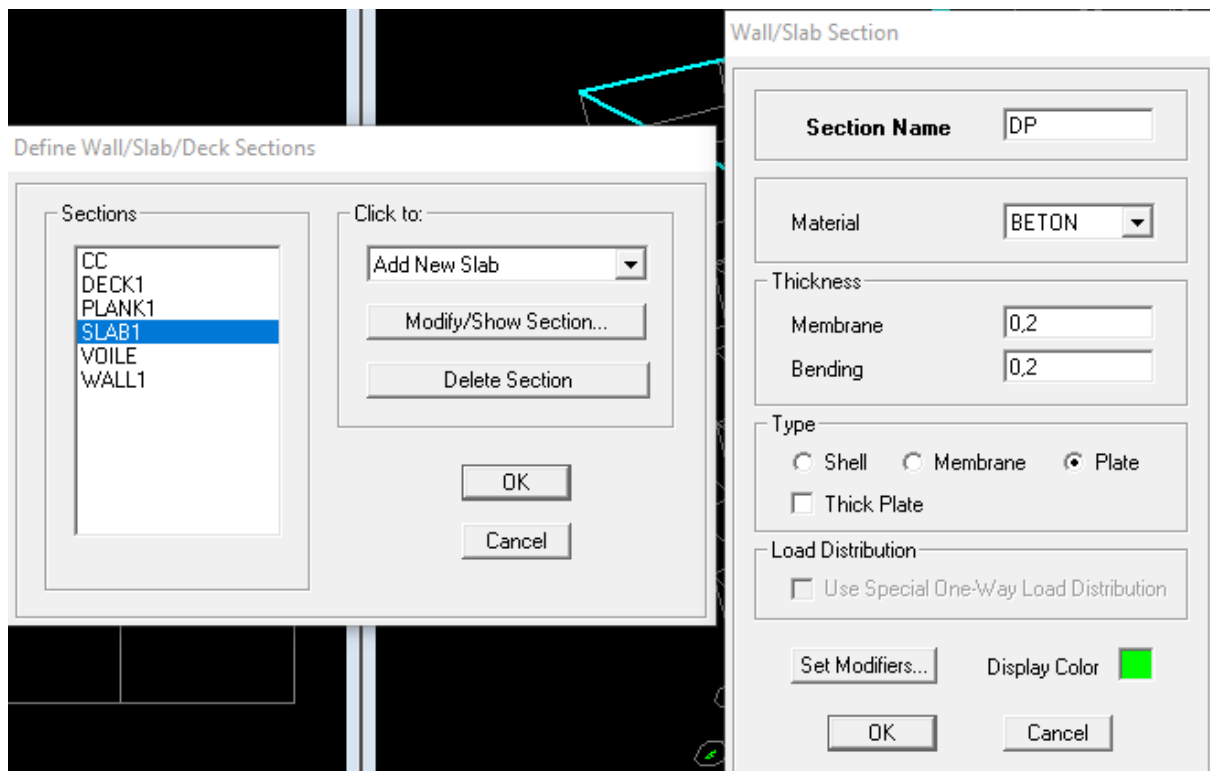 Define Wall/Slab/Deck Sections
Sections
CC
DECK1
PLANK1
SLAB1
VOILE
WALL1
Click to:
Add New Slab
Modify/Show Section...
Delete Section
OK
Cancel
Wall/Slab Section
Section Name DP
Material BETON
Thickness
Membrane 0,2
Bending 0,2
Type
Shell Membrane Plate
Thick Plate
Load Distribution
Use Special One-Way Load Distribution
Set Modifiers... Display Color
OK Cancel